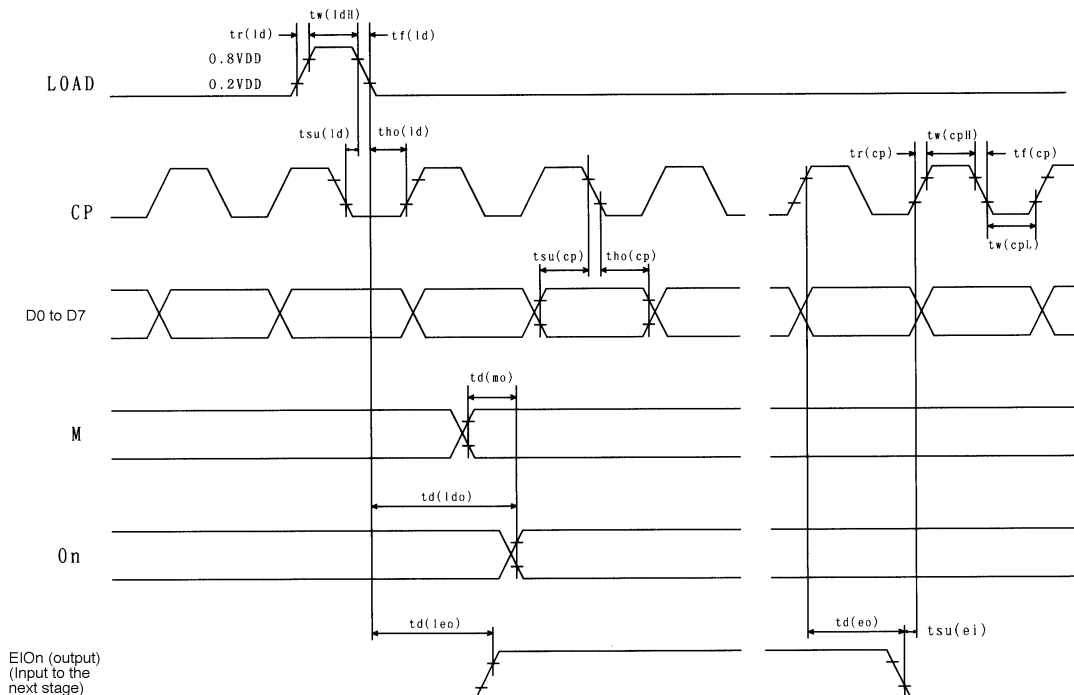 tw(ldH)
tr(ld)
tf(ld)
0.8VDD
LOAD
0.2VDD
tsu(ld)
tho(ld)
tw(cpH)
tr(cp)
tf(cp)
CP
tw(cpL)
tsu(cp)
tho(cp)
D0 to D7
td(mo)
M
td(ldo)
On
td(leo)
td(eo)
tsu(ei)
EIOn (output)
(Input to the
next stage)